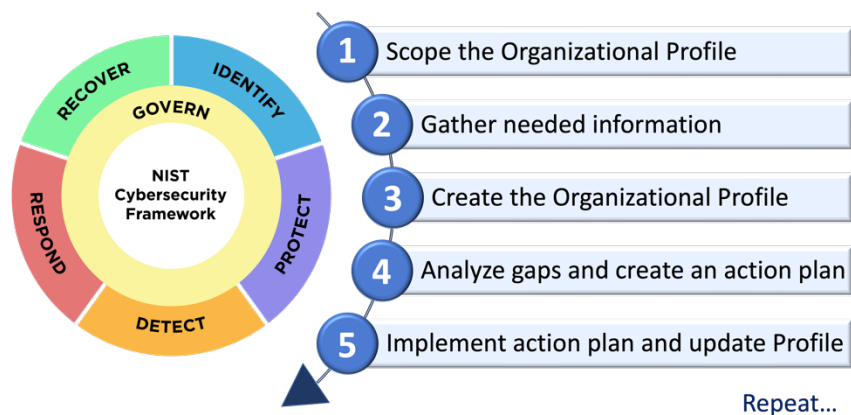 RECOVER
IDENTIFY
GOVERN
NIST
Cybersecurity
Framework
RESPOND
PROTECT
DETECT
1 Scope the Organizational Profile
2 Gather needed information
3 Create the Organizational Profile
4 Analyze gaps and create an action plan
5 Implement action plan and update Profile
Repeat...